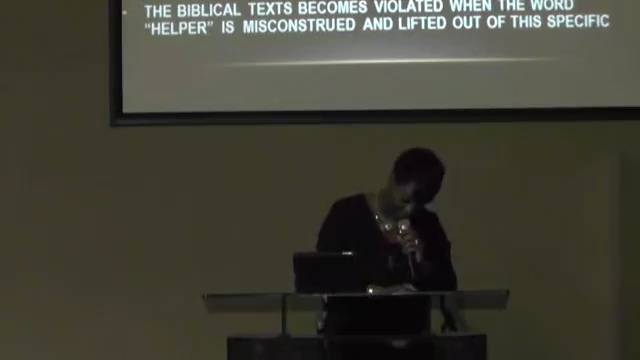 THE BIBLICAL TEXTS BECOMES VIOLATED WHEN THE WORD
“HELPER” IS MISCONSTRUED AND LIFTED OUT OF THIS SPECIFIC